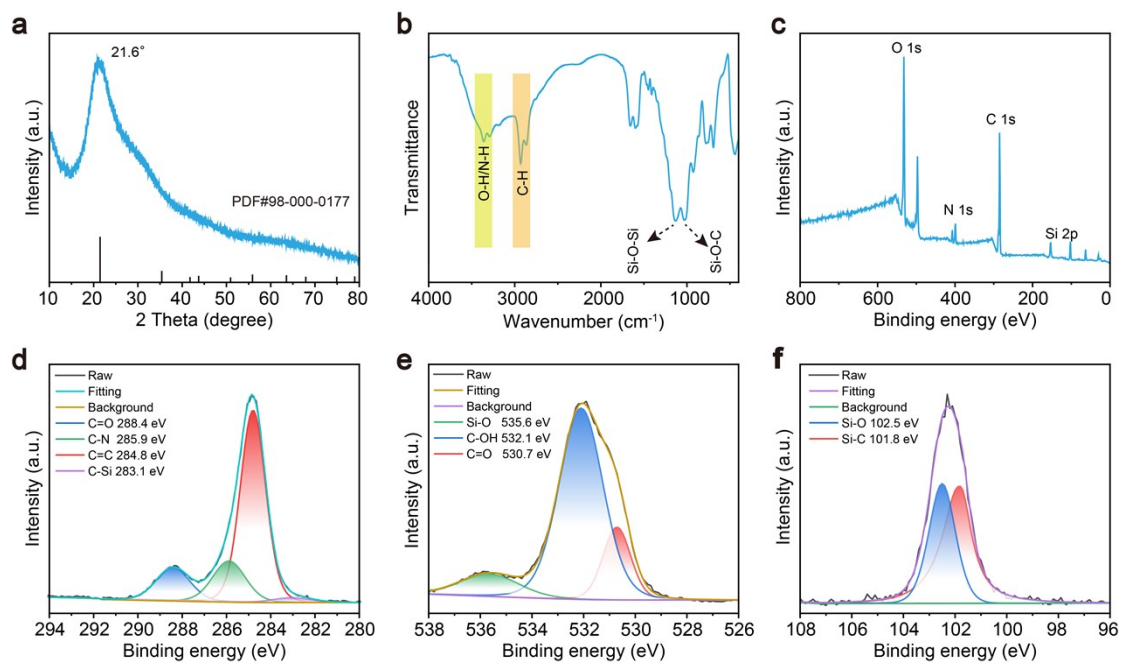 a
21.6°
PDF#98-000-0177
Intensity (a.u.)
10 20 30 40 50 60 70 80
2 Theta (degree)
b
O-H/N-H
C-H
Si-O-Si
Si-O-C
Transmittance
4000 3000 2000 1000
Wavenumber (cm⁻¹)
c
O 1s
C 1s
N 1s
Si 2p
Intensity (a.u.)
800 600 400 200 0
Binding energy (eV)
d
Raw
Fitting
Background
C=O 288.4 eV
C-N 285.9 eV
C=C 284.8 eV
C-Si 283.1 eV
Intensity (a.u.)
294 292 290 288 286 284 282 280
Binding energy (eV)
e
Raw
Fitting
Background
Si-O 535.6 eV
C-OH 532.1 eV
C=O 530.7 eV
Intensity (a.u.)
538 536 534 532 530 528 526
Binding energy (eV)
f
Raw
Fitting
Background
Si-O 102.5 eV
Si-C 101.8 eV
Intensity (a.u.)
108 106 104 102 100 98 96
Binding energy (eV)